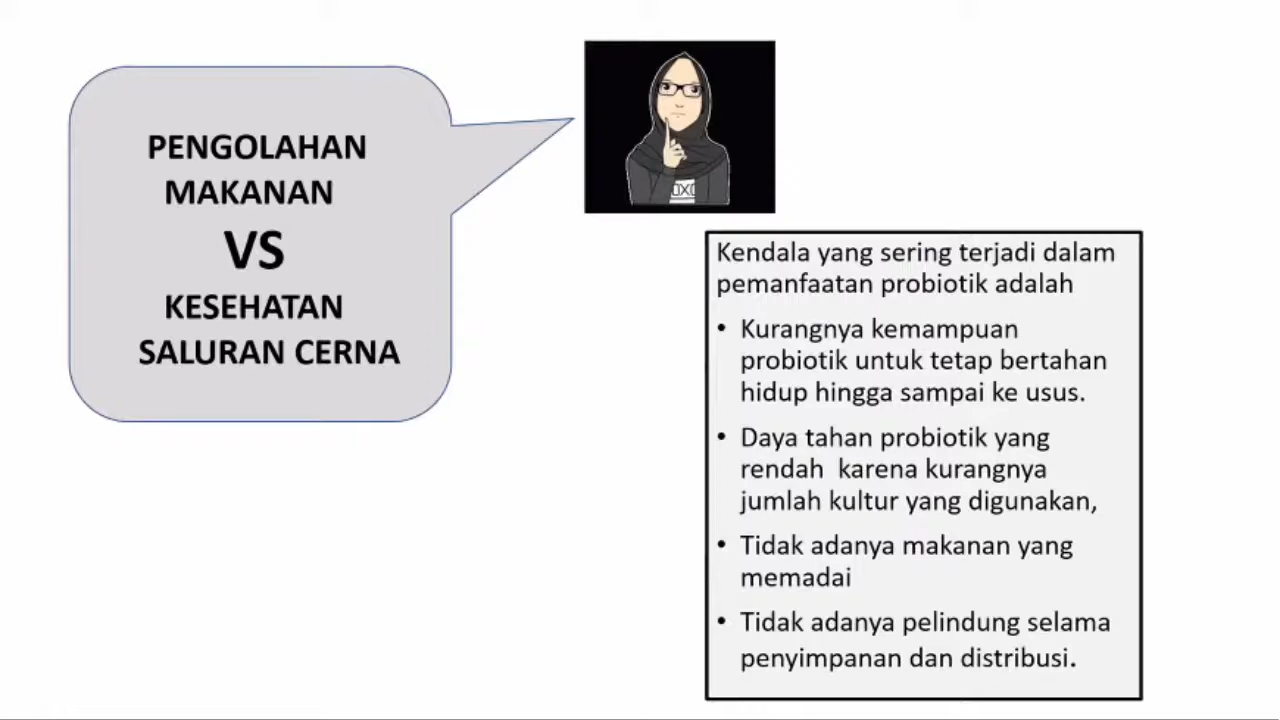 PENGOLAHAN
MAKANAN
VS
KESEHATAN
SALURAN CERNA
OXO
Kendala yang sering terjadi dalam
pemanfaatan probiotik adalah
• Kurangnya kemampuan
probiotik untuk tetap bertahan
hidup hingga sampai ke usus.
• Daya tahan probiotik yang
rendah karena kurangnya
jumlah kultur yang digunakan,
• Tidak adanya makanan yang
memadai
• Tidak adanya pelindung selama
penyimpanan dan distribusi.